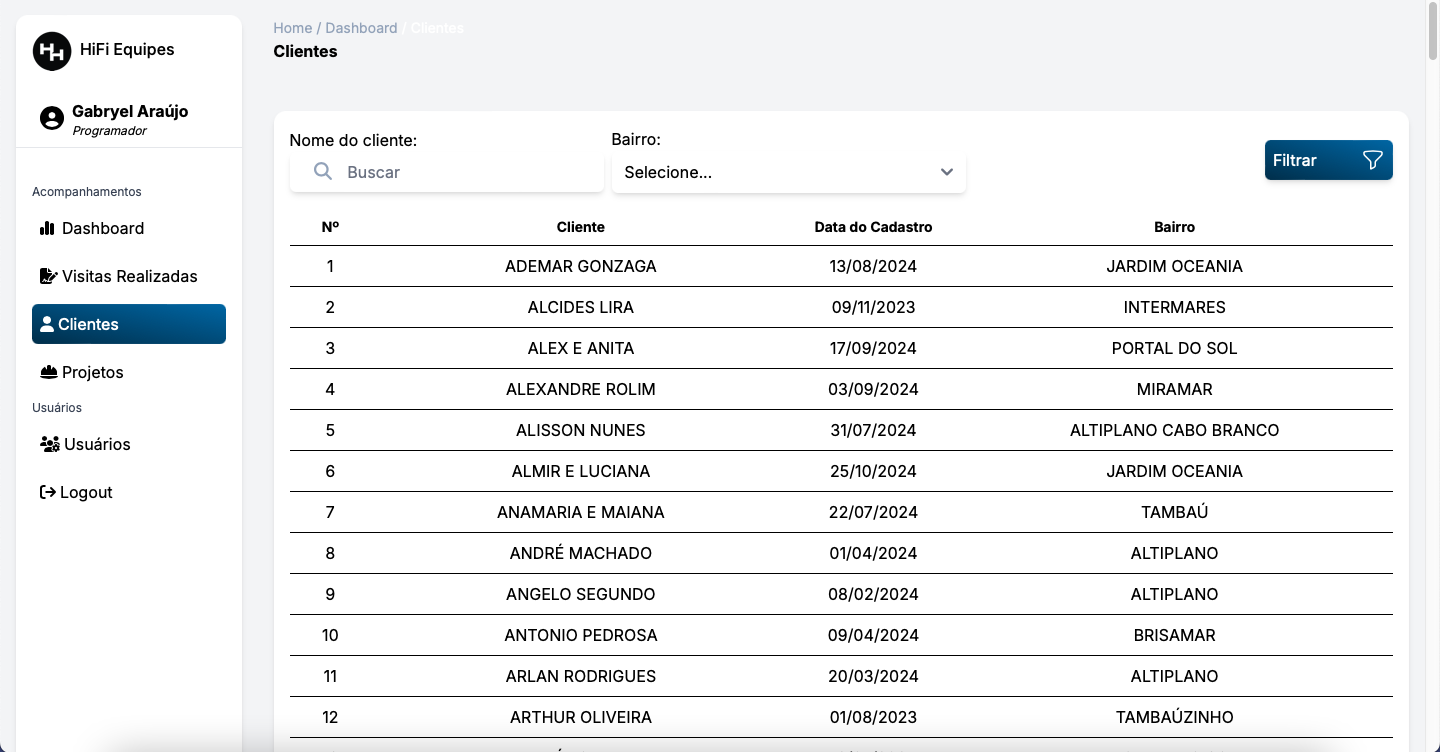 HiFi Equipes
Gabryel Araújo
Programador
Acompanhamentos
Dashboard
Visitas Realizadas
Clientes
Projetos
Usuários
Usuários
Logout
Home / Dashboard / Clientes
Clientes
Nome do cliente:
Buscar
Bairro:
Selecione...
Filtrar
Nº Cliente Data do Cadastro Bairro
1 ADEMAR GONZAGA 13/08/2024 JARDIM OCEANIA
2 ALCIDES LIRA 09/11/2023 INTERMARES
3 ALEX E ANITA 17/09/2024 PORTAL DO SOL
4 ALEXANDRE ROLIM 03/09/2024 MIRAMAR
5 ALISSON NUNES 31/07/2024 ALTIPLANO CABO BRANCO
6 ALMIR E LUCIANA 25/10/2024 JARDIM OCEANIA
7 ANAMARIA E MAIANA 22/07/2024 TAMBAÚ
8 ANDRÉ MACHADO 01/04/2024 ALTIPLANO
9 ANGELO SEGUNDO 08/02/2024 ALTIPLANO
10 ANTONIO PEDROSA 09/04/2024 BRISAMAR
11 ARLAN RODRIGUES 20/03/2024 ALTIPLANO
12 ARTHUR OLIVEIRA 01/08/2023 TAMBAÚZINHO